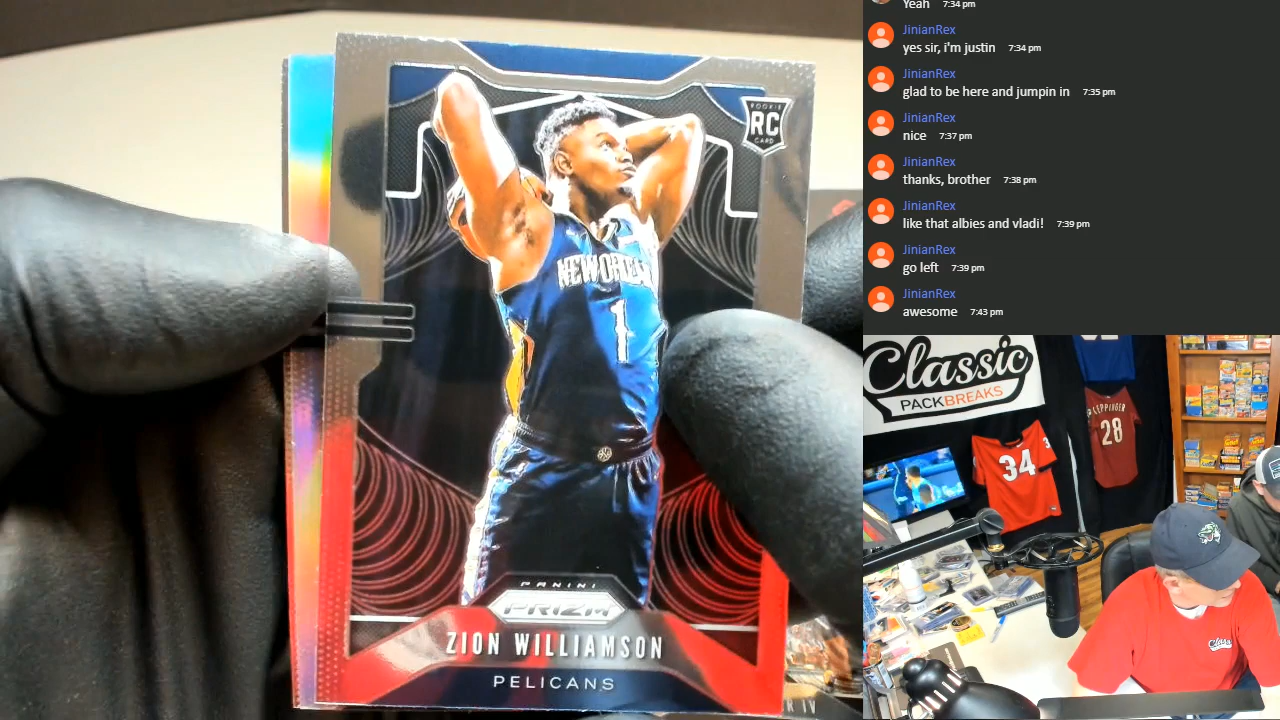 ROOKIE
RC
CARD
NEW ORLEANS
1
PANINI
PRIZM
ZION WILLIAMSON
PELICANS
Yeah 7:34 pm
JinianRex
yes sir, i'm justin 7:34 pm
JinianRex
glad to be here and jumpin in 7:35 pm
JinianRex
nice 7:37 pm
JinianRex
thanks, brother 7:38 pm
JinianRex
like that albies and vladi! 7:39 pm
JinianRex
go left 7:39 pm
JinianRex
awesome 7:43 pm
Classic
PACKBREAKS
KLEPPINGER
28
34